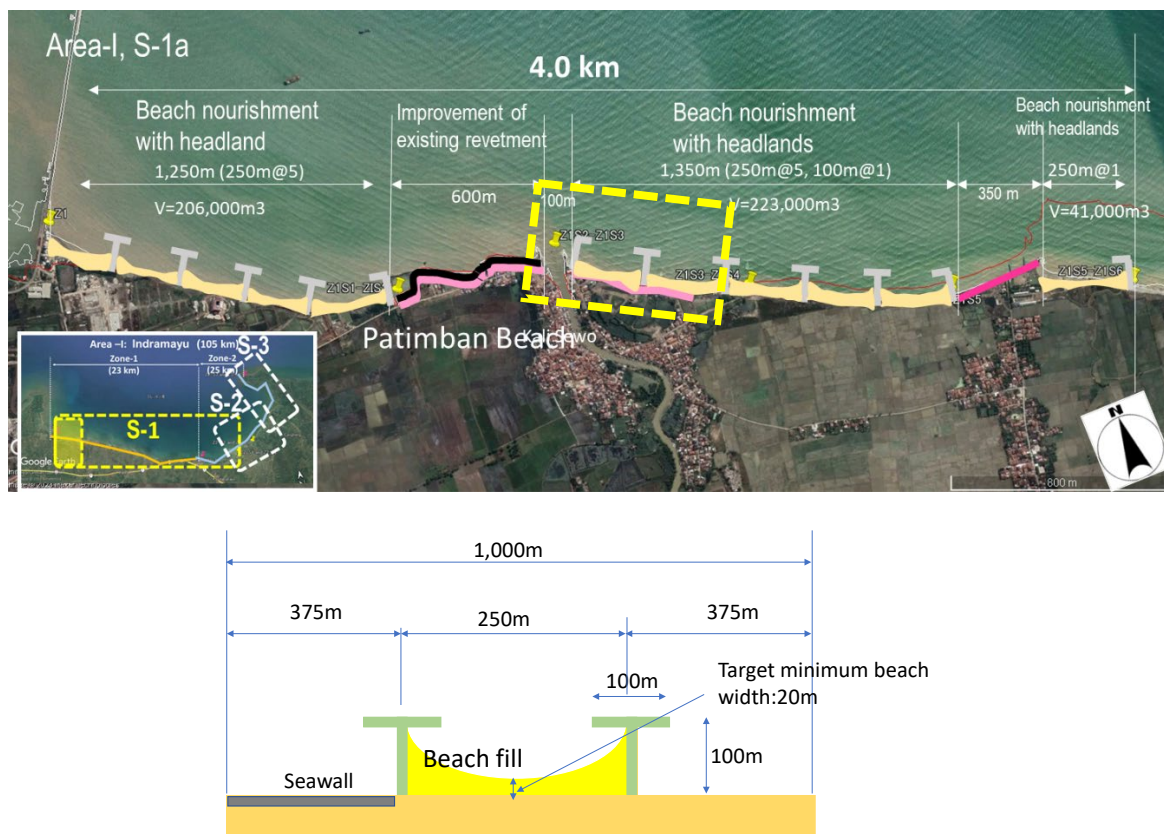 Area-I, S-1a
4.0 km
Beach nourishment
with headland
1,250m (250m@5)
V=206,000m3
Improvement of
existing revetment
600m
100m
Beach nourishment
with headlands
1,350m (250m@5, 100m@1)
V=223,000m3
350 m
Beach nourishment
with headlands
250m@1
V=41,000m3
Z1
Z1S2-Z1S3
Z1S3-Z1S4
Z1S5
Z1S5-Z1S6
Patimban Beach
Kali Sewo
N
800 m
Area –I: Indramayu (105 km)
Zone-1
(23 km)
Zone-2
(25 km)
S-3
S-2
S-1
Google Earth
1,000m
375m
250m
375m
100m
Target minimum beach
width:20m
Beach fill
100m
Seawall